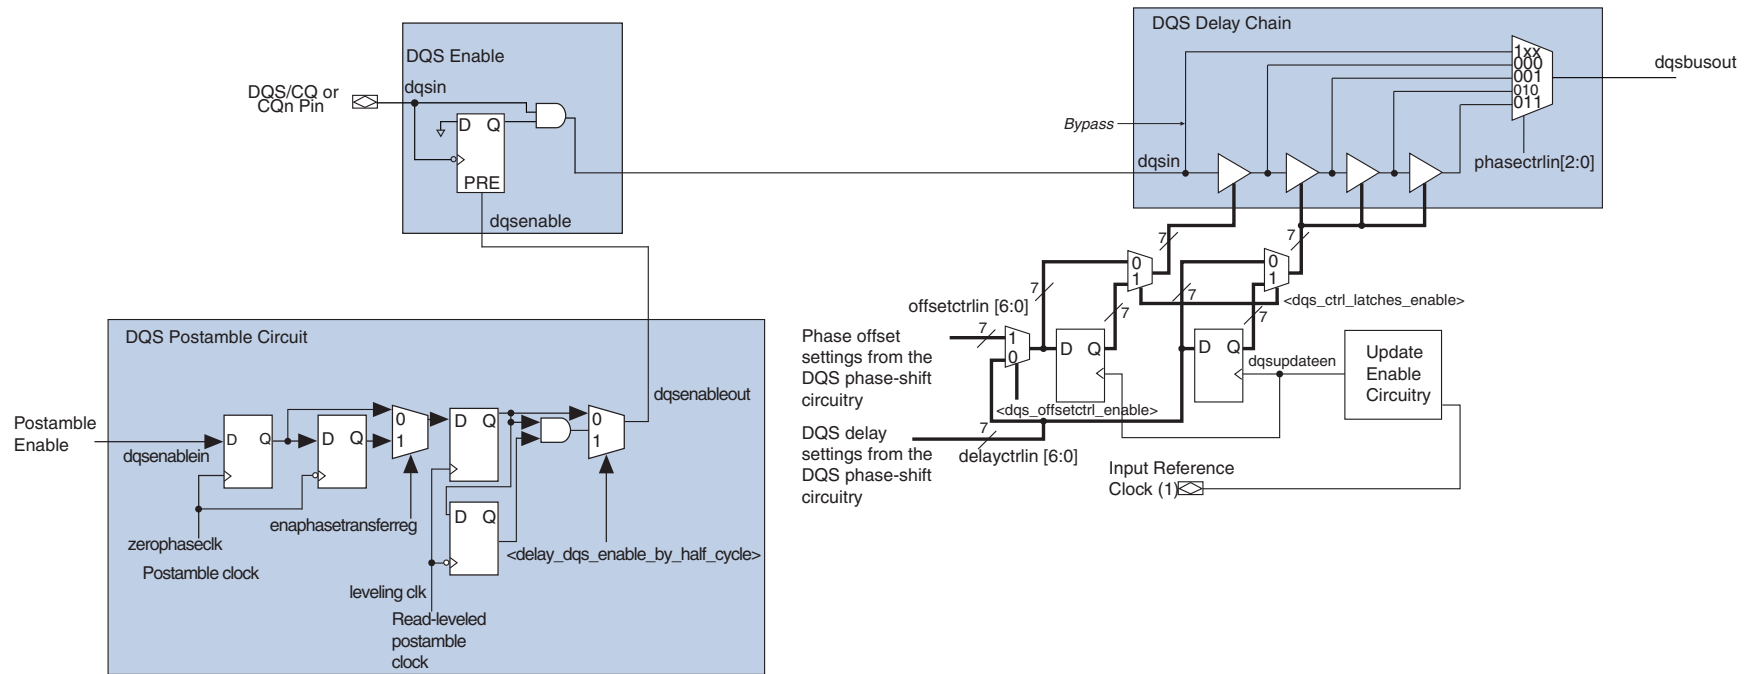 DQS Enable
dqsin
DQS/CQ or
CQn Pin
D Q
PRE
dqsenable
DQS Delay Chain
1xx
000
001
010
011
dqsbusout
Bypass
dqsin
phasectrlin[2:0]
7
7
0
1
0
1
7
7
7
7
<dqs_ctrl_latches_enable>
offsetctrlin [6:0]
7
1
0
Phase offset
settings from the
DQS phase-shift
circuitry
D Q
D Q
dqsupdateen
Update
Enable
Circuitry
<dqs_offsetctrl_enable>
DQS delay
settings from the
DQS phase-shift
circuitry
7
delayctrlin [6:0]
Input Reference
Clock (1)
DQS Postamble Circuit
dqsenableout
Postamble
Enable
dqsenablein
D Q
D Q
0
1
D Q
0
1
D Q
enaphasetransferreg
<delay_dqs_enable_by_half_cycle>
zerophaseclk
Postamble clock
leveling clk
Read-leveled
postamble
clock